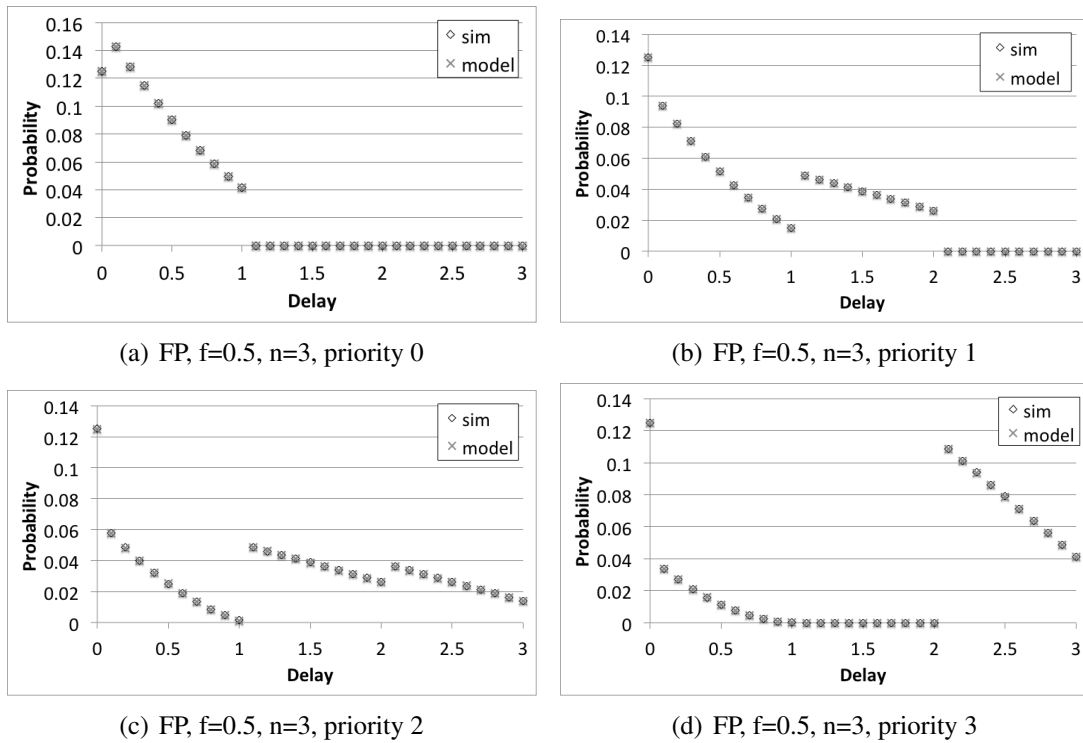 0.16
0.14
0.12
0.1
0.08
0.06
0.04
0.02
0
Probability
sim
model
0 0.5 1 1.5 2 2.5 3
Delay
(a) FP, f=0.5, n=3, priority 0
0.14
0.12
0.1
0.08
0.06
0.04
0.02
0
Probability
sim
model
0 0.5 1 1.5 2 2.5 3
Delay
(b) FP, f=0.5, n=3, priority 1
0.14
0.12
0.1
0.08
0.06
0.04
0.02
0
Probability
sim
model
0 0.5 1 1.5 2 2.5 3
Delay
(c) FP, f=0.5, n=3, priority 2
0.14
0.12
0.1
0.08
0.06
0.04
0.02
0
Probability
sim
model
0 0.5 1 1.5 2 2.5 3
Delay
(d) FP, f=0.5, n=3, priority 3